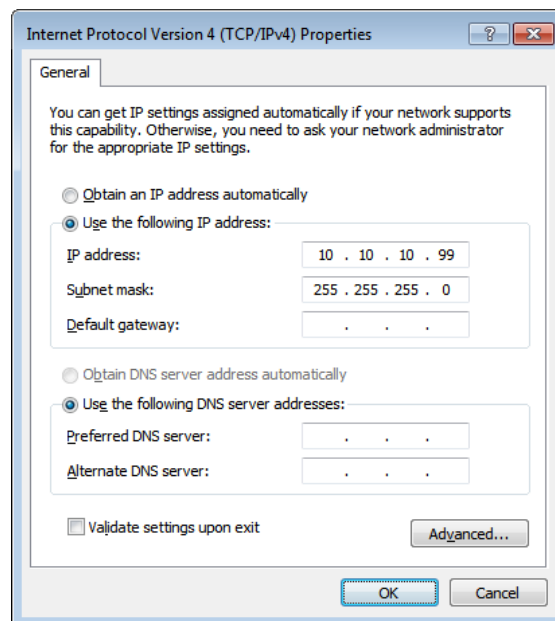 Internet Protocol Version 4 (TCP/IPv4) Properties
General
You can get IP settings assigned automatically if your network supports
this capability. Otherwise, you need to ask your network administrator
for the appropriate IP settings.
Obtain an IP address automatically
Use the following IP address:
IP address: 10 . 10 . 10 . 99
Subnet mask: 255 . 255 . 255 . 0
Default gateway: . . .
Obtain DNS server address automatically
Use the following DNS server addresses:
Preferred DNS server: . . .
Alternate DNS server: . . .
Validate settings upon exit
Advanced...
OK Cancel